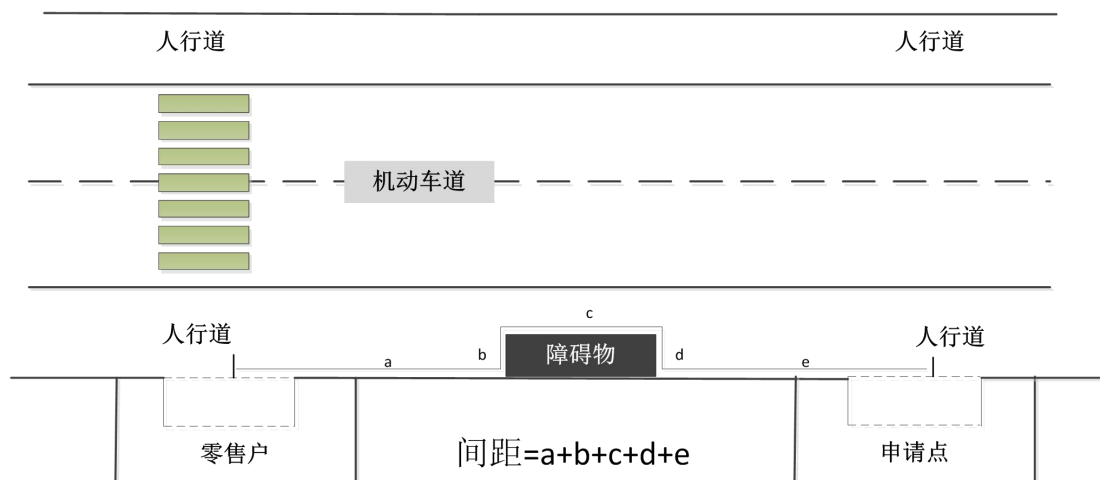 人行道
人行道
机动车道
c
人行道
人行道
障碍物
b
d
a
e
零售户
间距=a+b+c+d+e
申请点